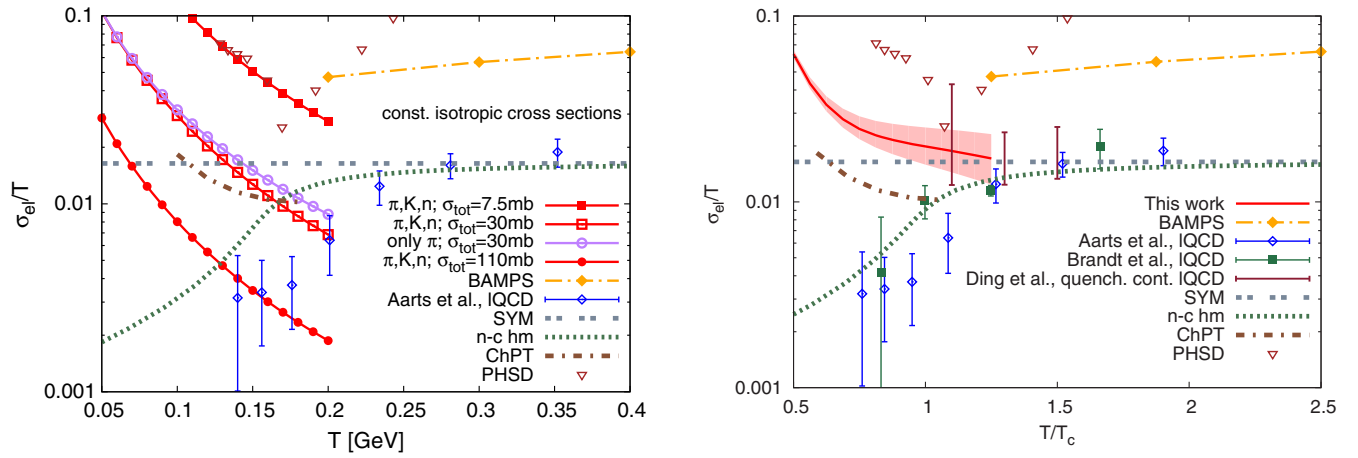 0.1
0.01
0.001
σel/T
const. isotropic cross sections
π,K,n; σtot=7.5mb
π,K,n; σtot=30mb
only π; σtot=30mb
π,K,n; σtot=110mb
BAMPS
Aarts et al., lQCD
SYM
n-c hm
ChPT
PHSD
0.05 0.1 0.15 0.2 0.25 0.3 0.35 0.4
T [GeV]
0.1
0.01
0.001
σel/T
This work
BAMPS
Aarts et al., lQCD
Brandt et al., lQCD
Ding et al., quench. cont. lQCD
SYM
n-c hm
ChPT
PHSD
0.5 1 1.5 2 2.5
T/Tc